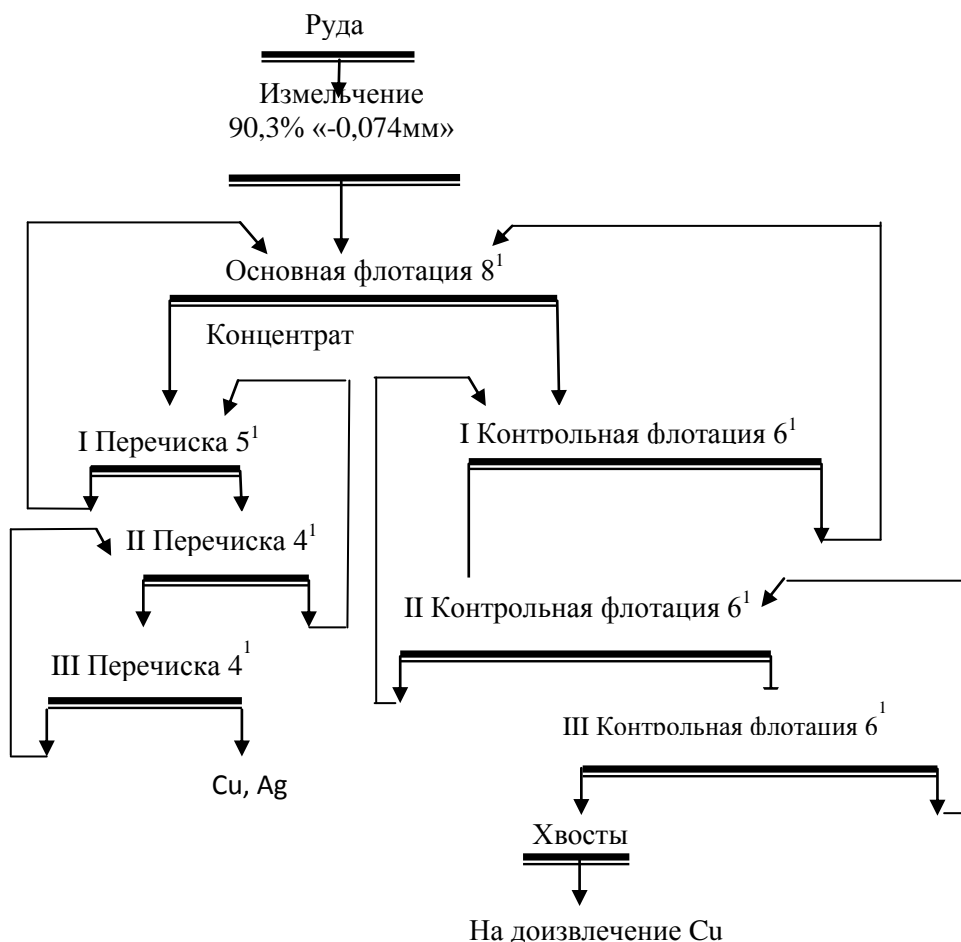 Руда
Измельчение
90,3% «-0,074мм»
Основная флотация 8¹
Концентрат
I Перечиска 5¹
I Контрольная флотация 6¹
II Перечиска 4¹
II Контрольная флотация 6¹
III Перечиска 4¹
III Контрольная флотация 6¹
Cu, Ag
Хвосты
На доизвлечение Cu